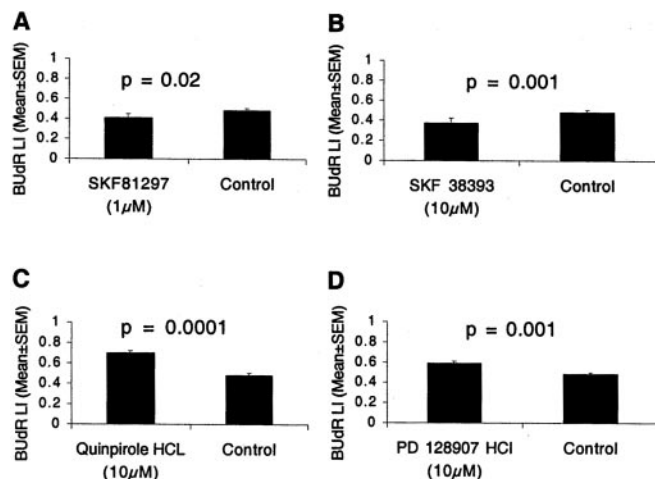 A
BUdR LI (Mean±SEM)
1
0.8
0.6
0.4
0.2
0
p = 0.02
SKF81297
(1µM)
Control
B
BUdR LI (Mean±SEM)
1
0.8
0.6
0.4
0.2
0
p = 0.001
SKF 38393
(10µM)
Control
C
BUdR LI (Mean±SEM)
1
0.8
0.6
0.4
0.2
0
p = 0.0001
Quinpirole HCL
(10µM)
Control
D
BUdR LI (Mean±SEM)
1
0.8
0.6
0.4
0.2
0
p = 0.001
PD 128907 HCl
(10µM)
Control